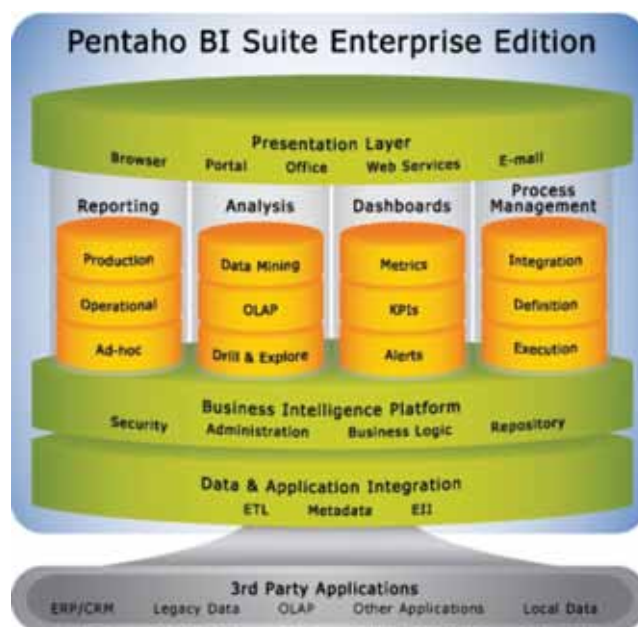 Pentaho BI Suite Enterprise Edition
Presentation Layer
Browser Portal Office Web Services E-mail
Reporting Analysis Dashboards Process Management
Production Data Mining Metrics Integration
Operational OLAP KPIs Definition
Ad-hoc Drill & Explore Alerts Execution
Business Intelligence Platform
Security Administration Business Logic Repository
Data & Application Integration
ETL Metadata EII
3rd Party Applications
ERP/CRM Legacy Data OLAP Other Applications Local Data